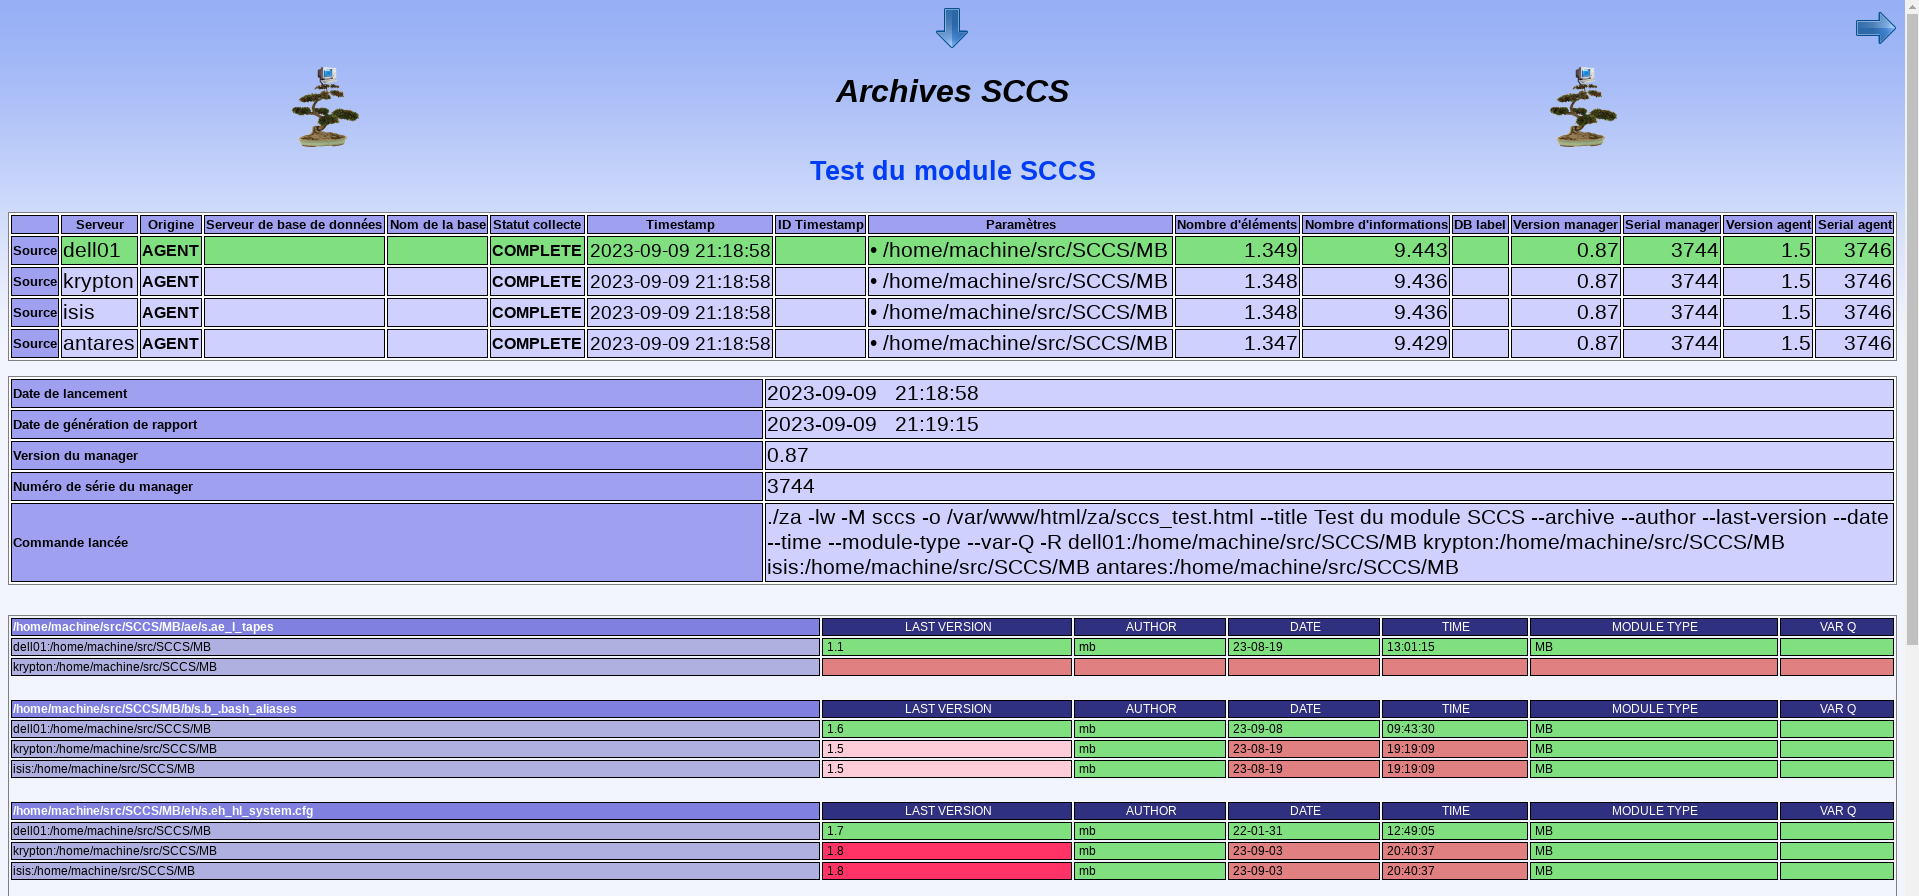 Archives SCCS
Test du module SCCS
Serveur Origine Serveur de base de données Nom de la base Statut collecte Timestamp ID Timestamp Paramètres Nombre d'éléments Nombre d'informations DB label Version manager Serial manager Version agent Serial agent
Source dell01 AGENT COMPLETE 2023-09-09 21:18:58 • /home/machine/src/SCCS/MB 1.349 9.443 0.87 3744 1.5 3746
Source krypton AGENT COMPLETE 2023-09-09 21:18:58 • /home/machine/src/SCCS/MB 1.348 9.436 0.87 3744 1.5 3746
Source isis AGENT COMPLETE 2023-09-09 21:18:58 • /home/machine/src/SCCS/MB 1.348 9.436 0.87 3744 1.5 3746
Source antares AGENT COMPLETE 2023-09-09 21:18:58 • /home/machine/src/SCCS/MB 1.347 9.429 0.87 3744 1.5 3746
Date de lancement 2023-09-09 21:18:58
Date de génération de rapport 2023-09-09 21:19:15
Version du manager 0.87
Numéro de série du manager 3744
Commande lancée ./za -lw -M sccs -o /var/www/html/za/sccs_test.html --title Test du module SCCS --archive --author --last-version --date
--time --module-type --var-Q -R dell01:/home/machine/src/SCCS/MB krypton:/home/machine/src/SCCS/MB
isis:/home/machine/src/SCCS/MB antares:/home/machine/src/SCCS/MB
/home/machine/src/SCCS/MB/ae/s.ae_l_tapes LAST VERSION AUTHOR DATE TIME MODULE TYPE VAR Q
dell01:/home/machine/src/SCCS/MB 1.1 mb 23-08-19 13:01:15 MB
krypton:/home/machine/src/SCCS/MB
/home/machine/src/SCCS/MB/b/s.b_.bash_aliases LAST VERSION AUTHOR DATE TIME MODULE TYPE VAR Q
dell01:/home/machine/src/SCCS/MB 1.6 mb 23-09-08 09:43:30 MB
krypton:/home/machine/src/SCCS/MB 1.5 mb 23-08-19 19:19:09 MB
isis:/home/machine/src/SCCS/MB 1.5 mb 23-08-19 19:19:09 MB
/home/machine/src/SCCS/MB/eh/s.eh_hl_system.cfg LAST VERSION AUTHOR DATE TIME MODULE TYPE VAR Q
dell01:/home/machine/src/SCCS/MB 1.7 mb 22-01-31 12:49:05 MB
krypton:/home/machine/src/SCCS/MB 1.8 mb 23-09-03 20:40:37 MB
isis:/home/machine/src/SCCS/MB 1.8 mb 23-09-03 20:40:37 MB